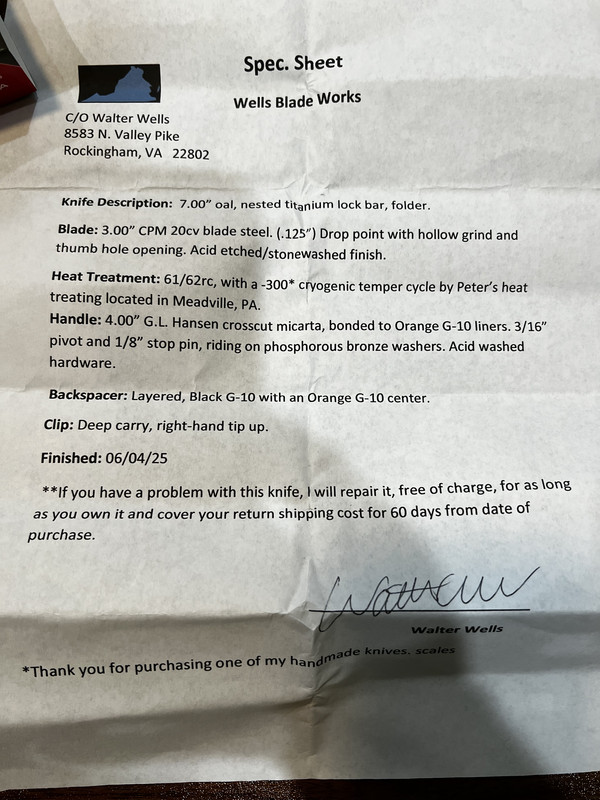 Spec. Sheet
Wells Blade Works
C/O Walter Wells
8583 N. Valley Pike
Rockingham, VA 22802
Knife Description: 7.00" oal, nested titanium lock bar, folder.
Blade: 3.00" CPM 20cv blade steel. (.125") Drop point with hollow grind and
thumb hole opening. Acid etched/stonewashed finish.
Heat Treatment: 61/62rc, with a -300* cryogenic temper cycle by Peter's heat
treating located in Meadville, PA.
Handle: 4.00" G.L. Hansen crosscut micarta, bonded to Orange G-10 liners. 3/16"
pivot and 1/8" stop pin, riding on phosphorous bronze washers. Acid washed
hardware.
Backspacer: Layered, Black G-10 with an Orange G-10 center.
Clip: Deep carry, right-hand tip up.
Finished: 06/04/25
**If you have a problem with this knife, I will repair it, free of charge, for as long
as you own it and cover your return shipping cost for 60 days from date of
purchase.
Walter Wells
*Thank you for purchasing one of my handmade knives. scales